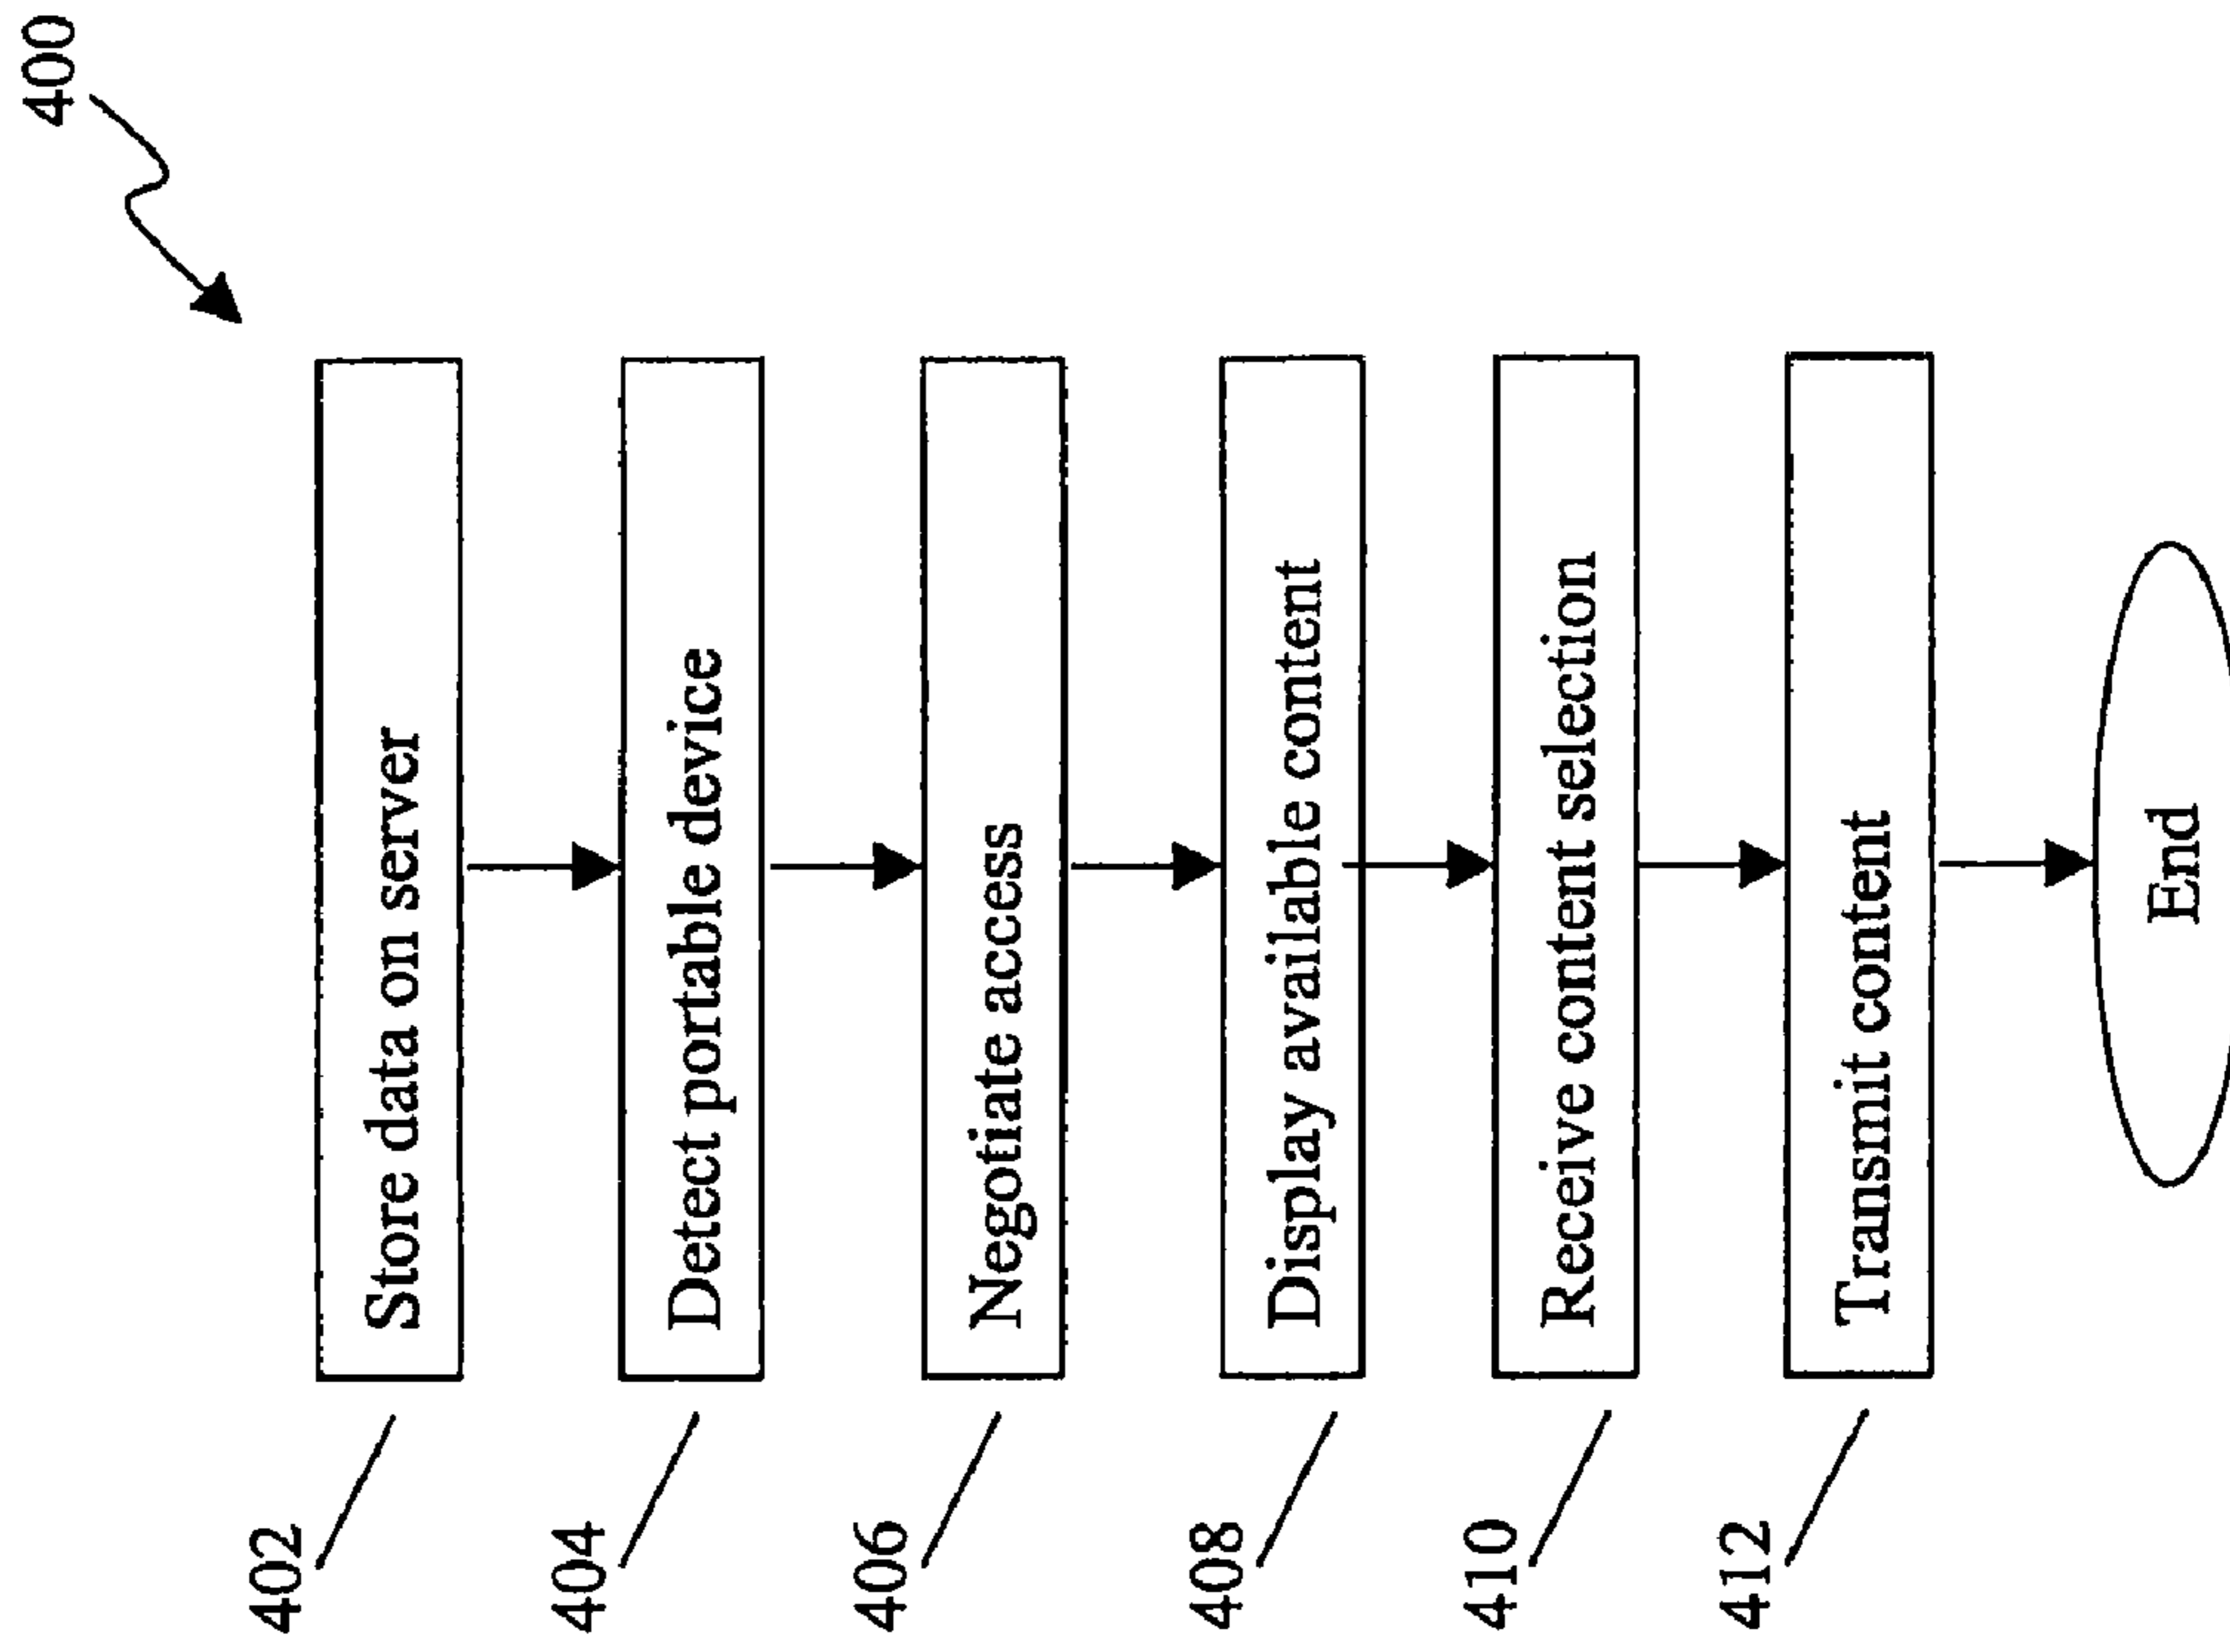 400
402
Store data on server
404
Detect portable device
406
Negotiate access
408
Display available content
410
Receive content selection
412
Transmit content
End